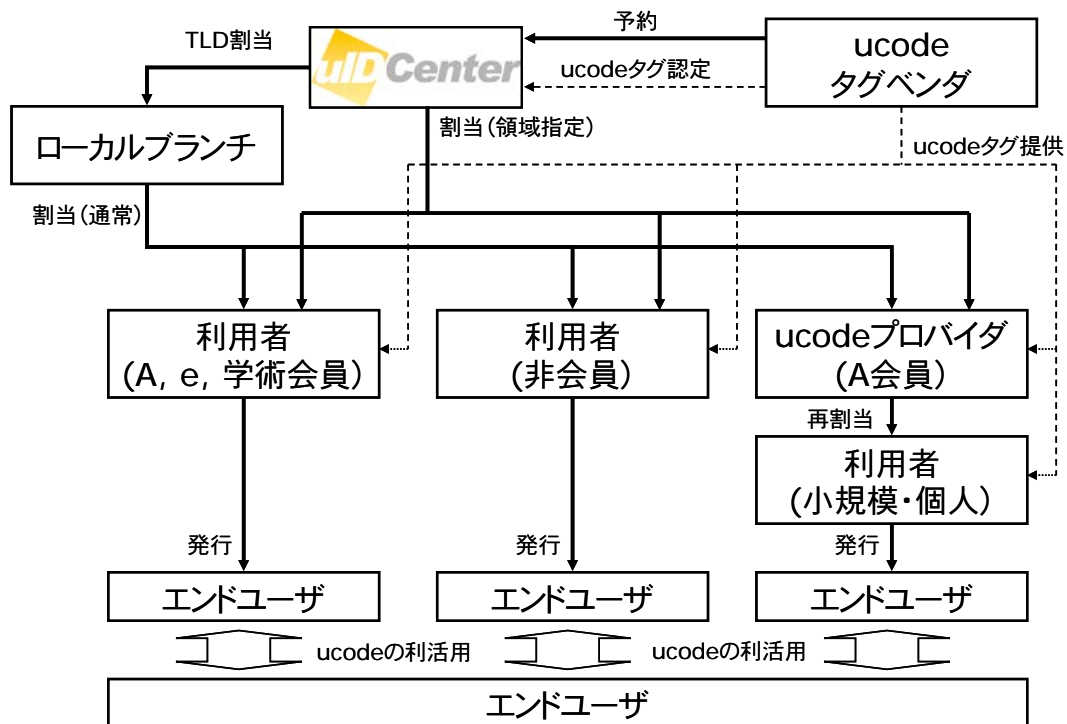 TLD割当
uIDCenter
予約
ucodeタグ認定
ucode
タグベンダ
ローカルブランチ
割当(領域指定)
ucodeタグ提供
割当(通常)
利用者
(A, e, 学術会員)
利用者
(非会員)
ucodeプロバイダ
(A会員)
再割当
利用者
(小規模・個人)
発行
発行
発行
エンドユーザ
エンドユーザ
エンドユーザ
ucodeの利活用
ucodeの利活用
エンドユーザ